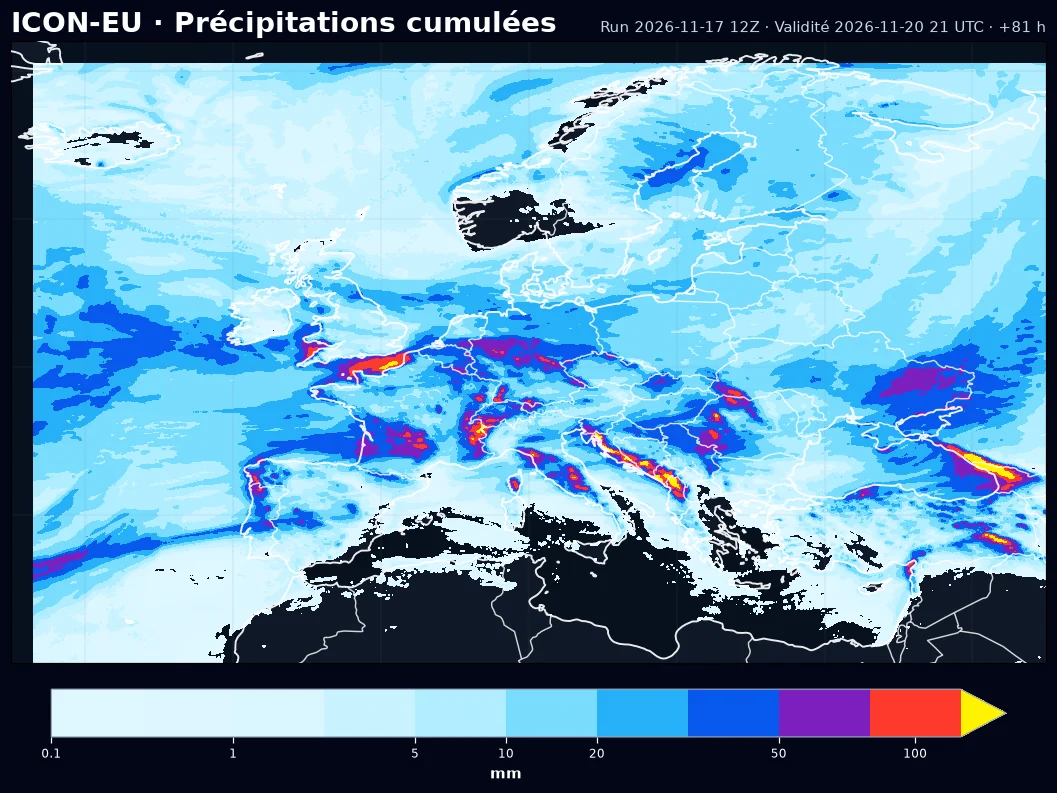 ICON-EU · Précipitations cumulées
Run 2026-11-17 12Z · Validité 2026-11-20 21 UTC · +81 h
0.1 1 5 10 20 50 100
mm